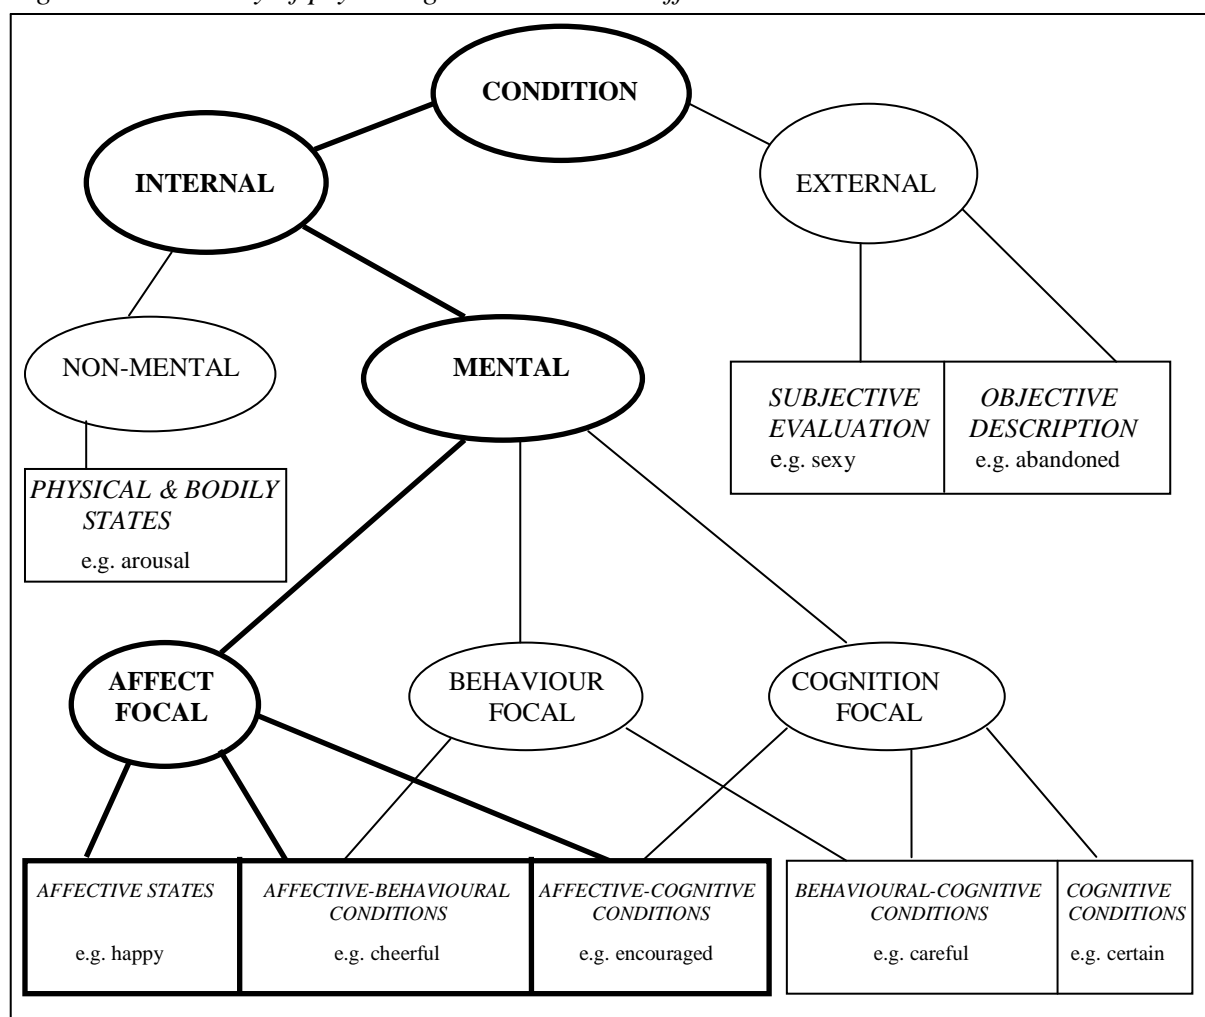 CONDITION
INTERNAL
EXTERNAL
NON-MENTAL
MENTAL
SUBJECTIVE
EVALUATION
e.g. sexy
OBJECTIVE
DESCRIPTION
e.g. abandoned
PHYSICAL & BODILY
STATES
e.g. arousal
AFFECT
FOCAL
BEHAVIOUR
FOCAL
COGNITION
FOCAL
AFFECTIVE STATES
e.g. happy
AFFECTIVE-BEHAVIOURAL
CONDITIONS
e.g. cheerful
AFFECTIVE-COGNITIVE
CONDITIONS
e.g. encouraged
BEHAVIOURAL-COGNITIVE
CONDITIONS
e.g. careful
COGNITIVE
CONDITIONS
e.g. certain